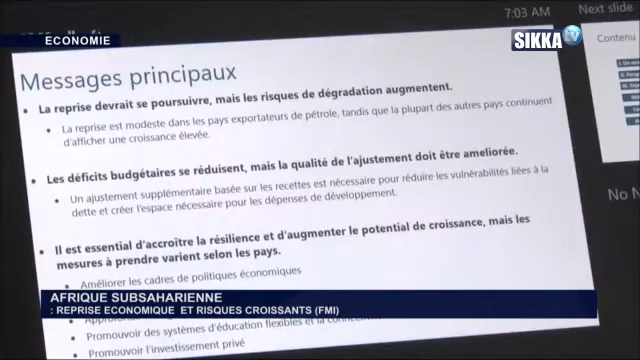 ECONOMIE
7:03 AM
Next slide
SIKKA TV
Contenu
Messages principaux
• La reprise devrait se poursuivre, mais les risques de dégradation augmentent.
• La reprise est modeste dans les pays exportateurs de pétrole, tandis que la plupart des autres pays continuent
d'afficher une croissance élevée.
• Les déficits budgétaires se réduisent, mais la qualité de l'ajustement doit être ameliorée.
• Un ajustement supplémentaire basée sur les recettes est nécessaire pour réduire les vulnérabilités liées à la
dette et créer l'espace nécessaire pour les dépenses de développement.
No N
• Il est essentiel d'accroître la résilience et d'augmenter le potential de croissance, mais les
mesures à prendre varient selon les pays.
• Améliorer les cadres de politiques économiques
AFRIQUE SUBSAHARIENNE
: REPRISE ECONOMIQUE ET RISQUES CROISSANTS (FMI)
• Promouvoir des systèmes d'éducation flexibles et la
• Promouvoir l'investissement privé